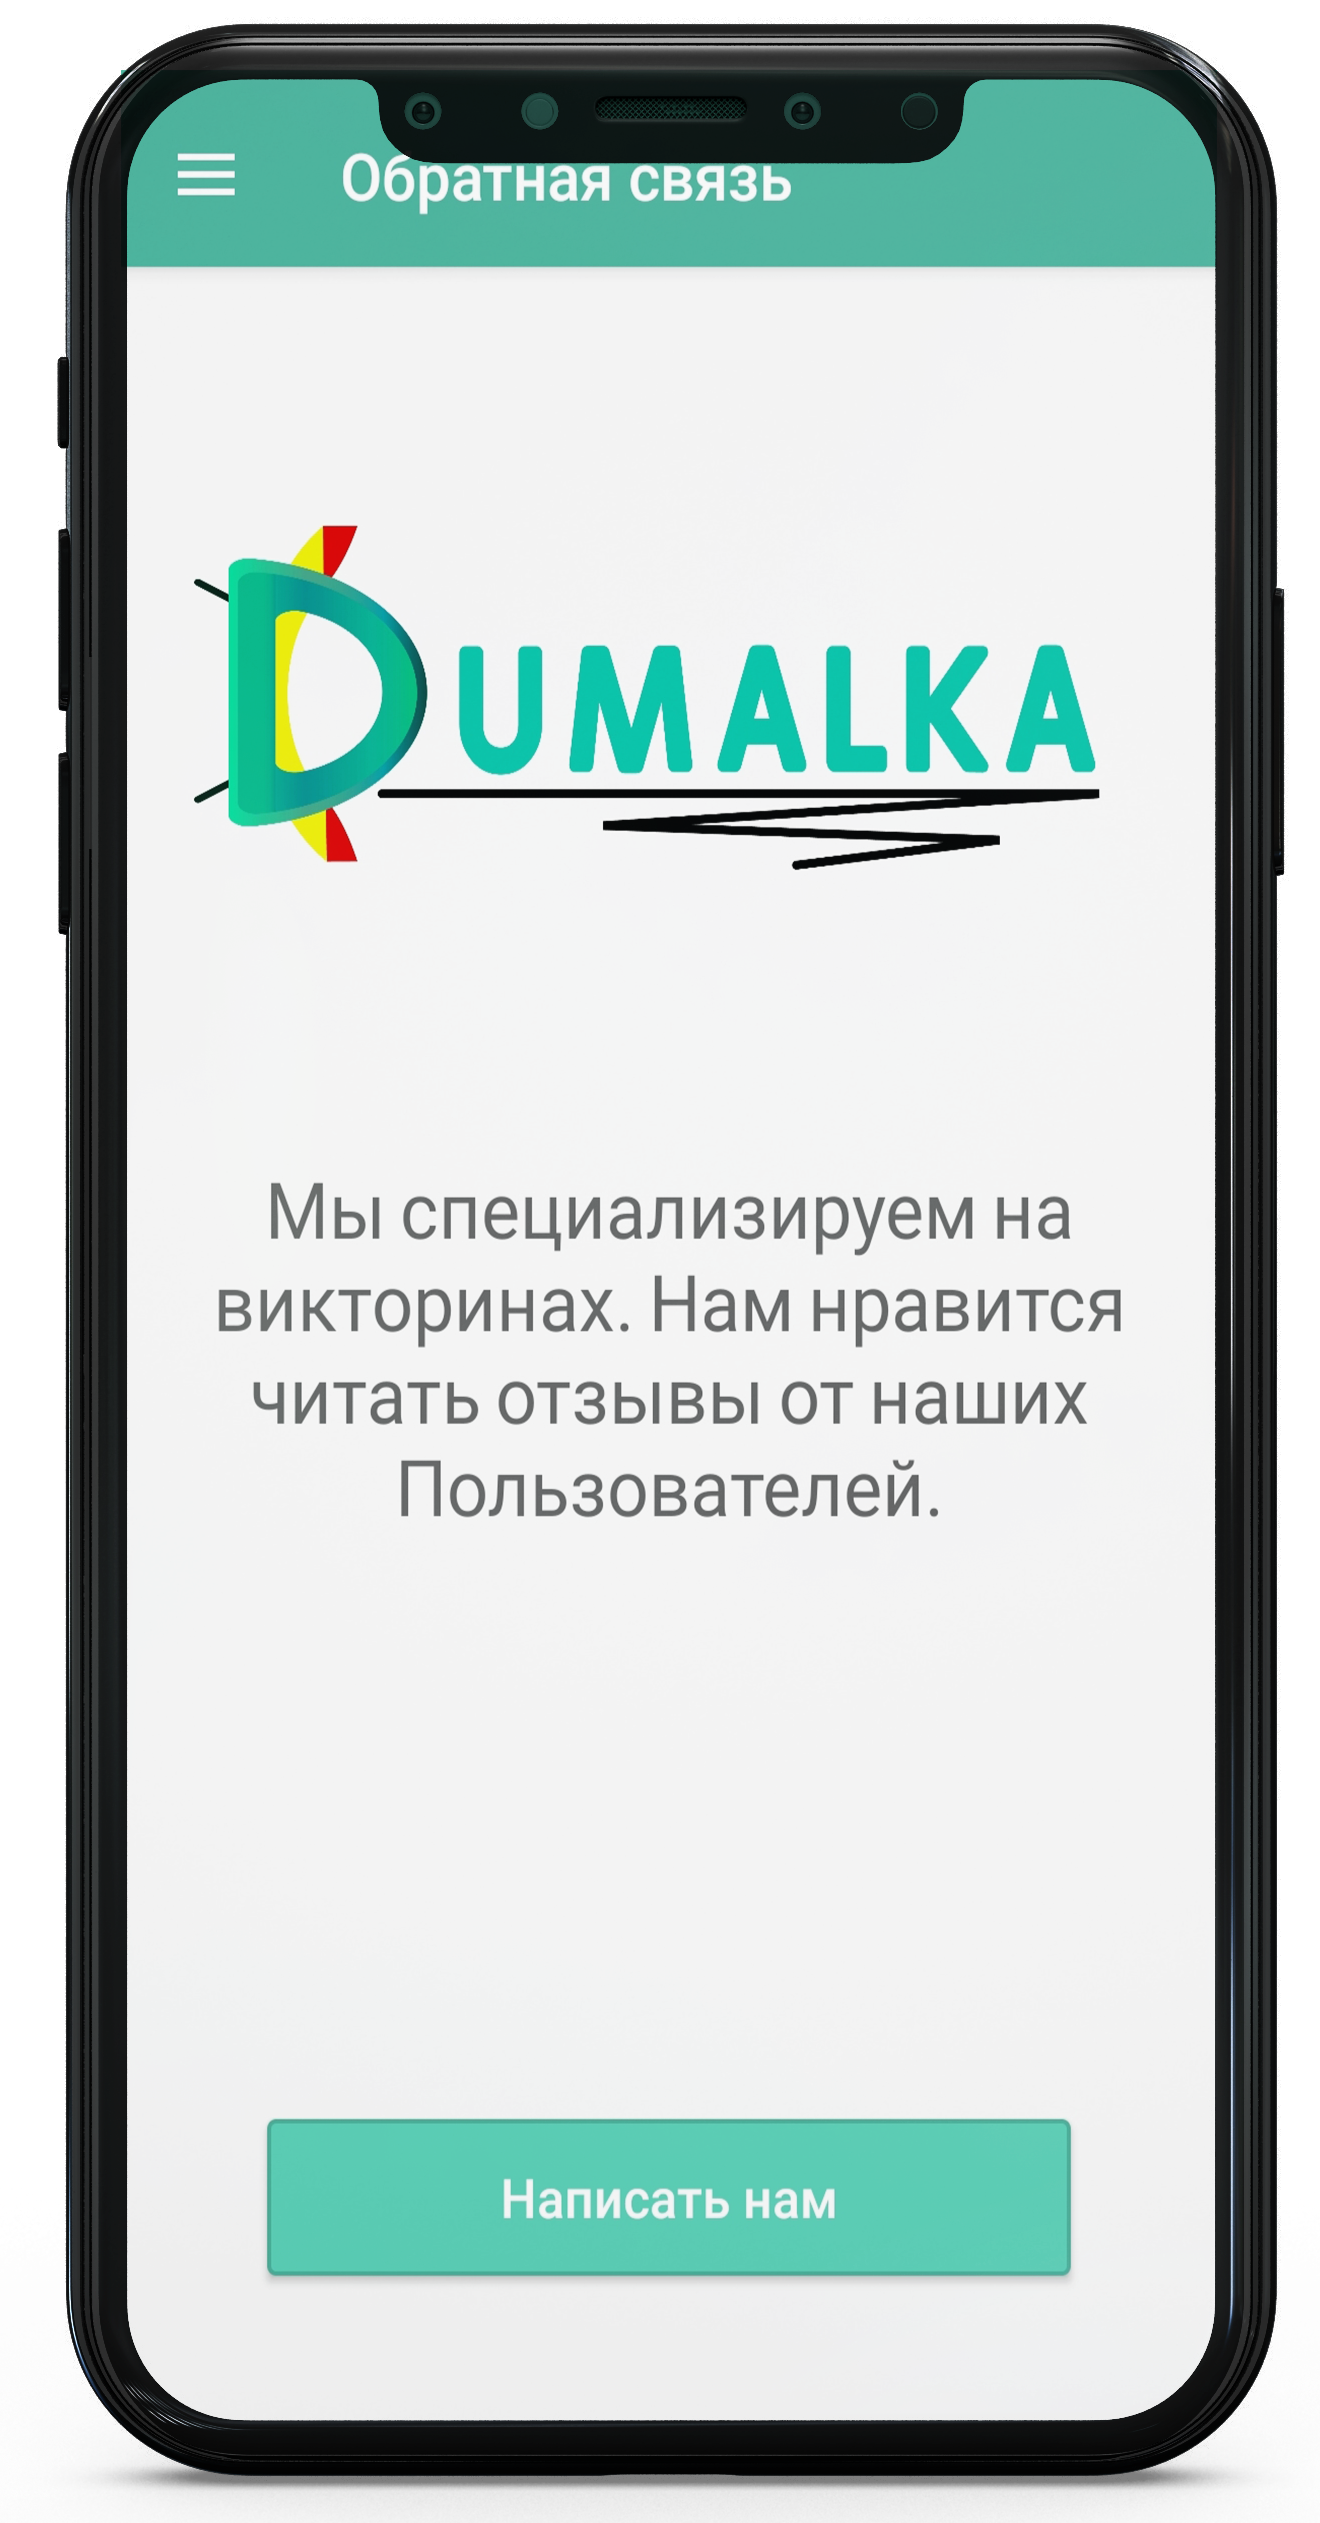 Обратная связь
DUMALKA
Мы специализируем на
викторинах. Нам нравится
читать отзывы от наших
Пользователей.
Написать нам